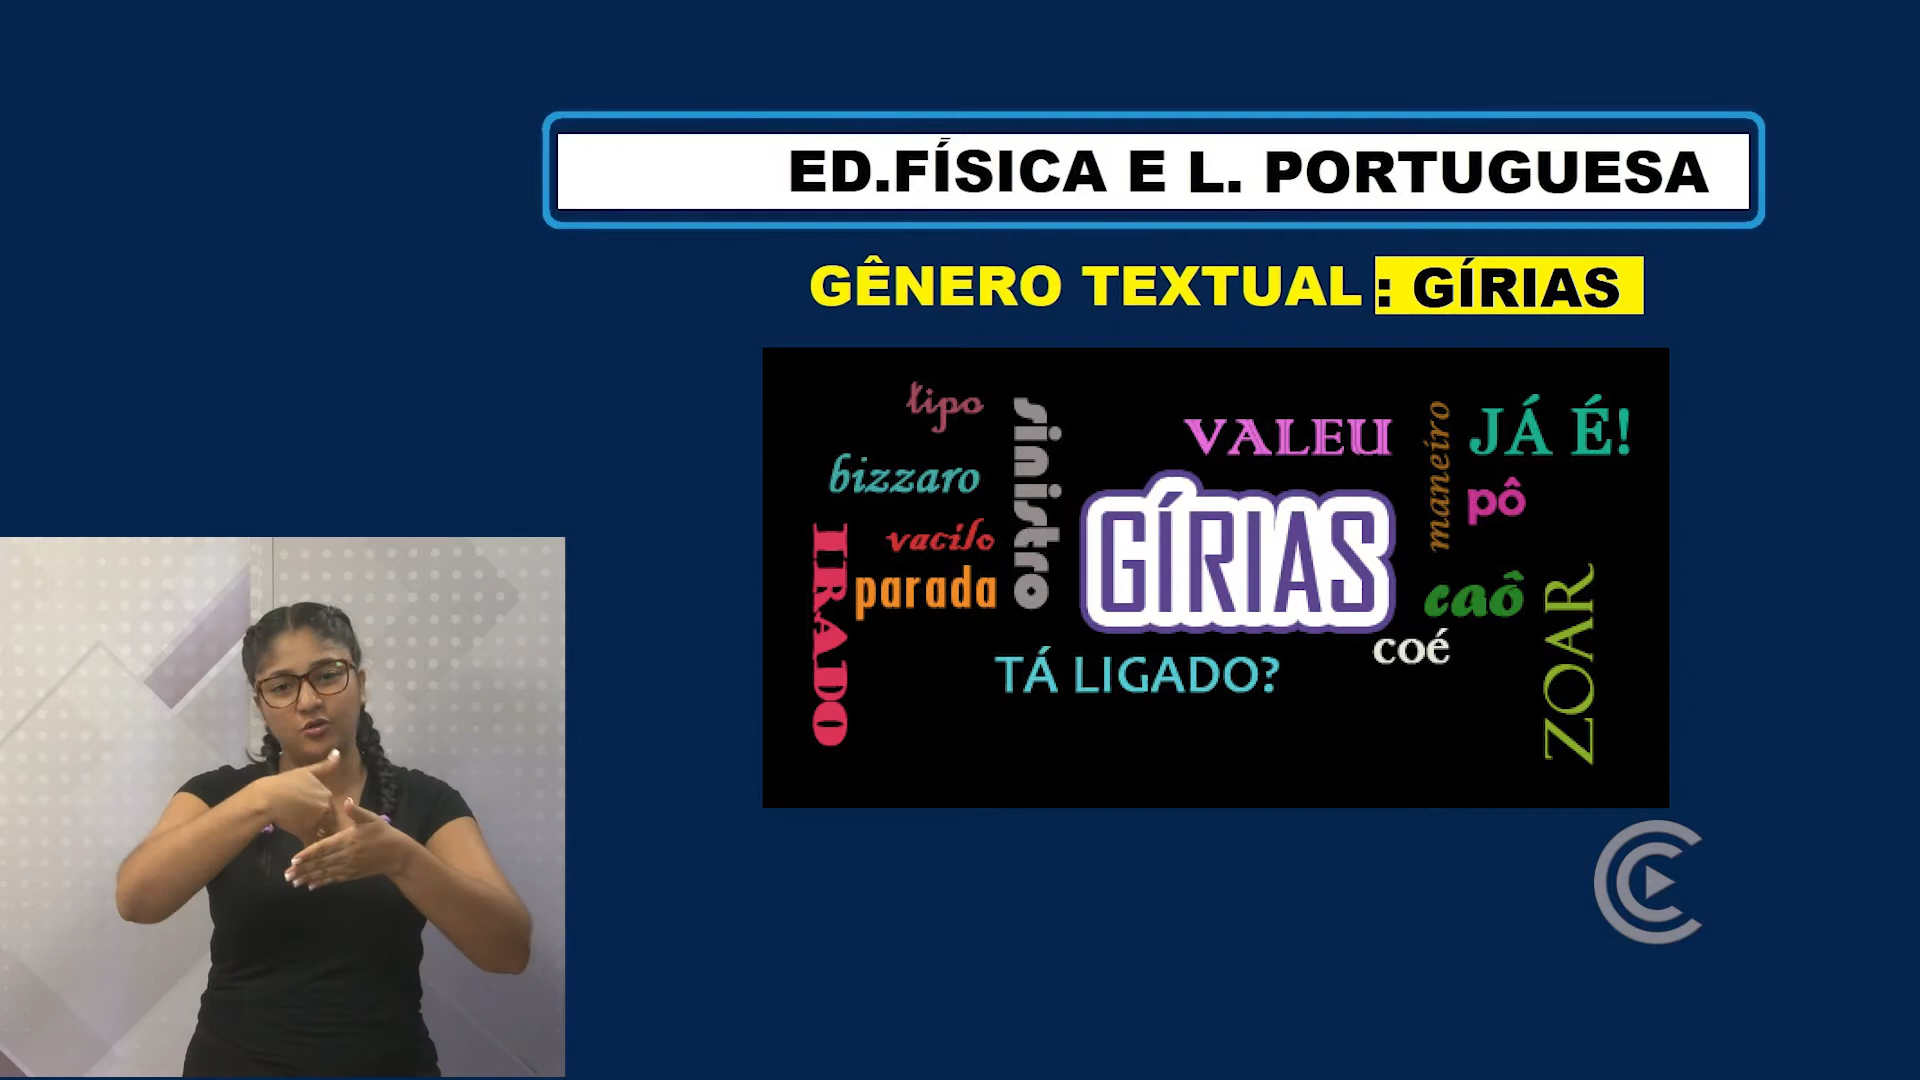 ED.FÍSICA E L. PORTUGUESA
GÊNERO TEXTUAL : GÍRIAS
tipo
sinistro
VALEU
maneiro
JÁ É!
bizzaro
pô
GÍRIAS
vacilo
IRADO
parada
caô
ZOAR
coé
TÁ LIGADO?